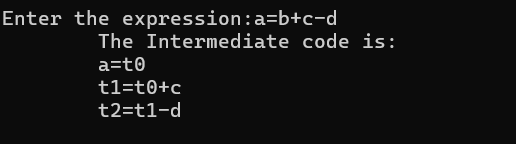 Enter the expression:a=b+c-d
The Intermediate code is:
a=t0
t1=t0+c
t2=t1-d